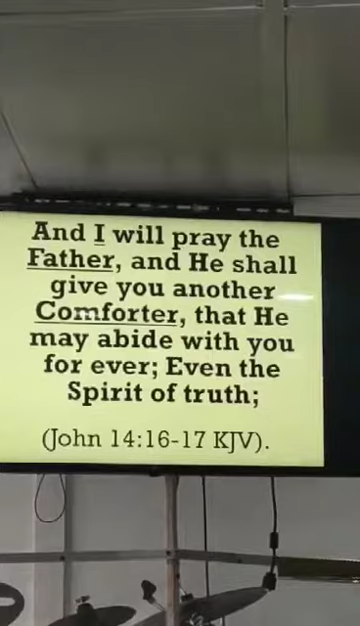 And I will pray the
Father, and He shall
give you another
Comforter, that He
may abide with you
for ever; Even the
Spirit of truth;
(John 14:16-17 KJV).